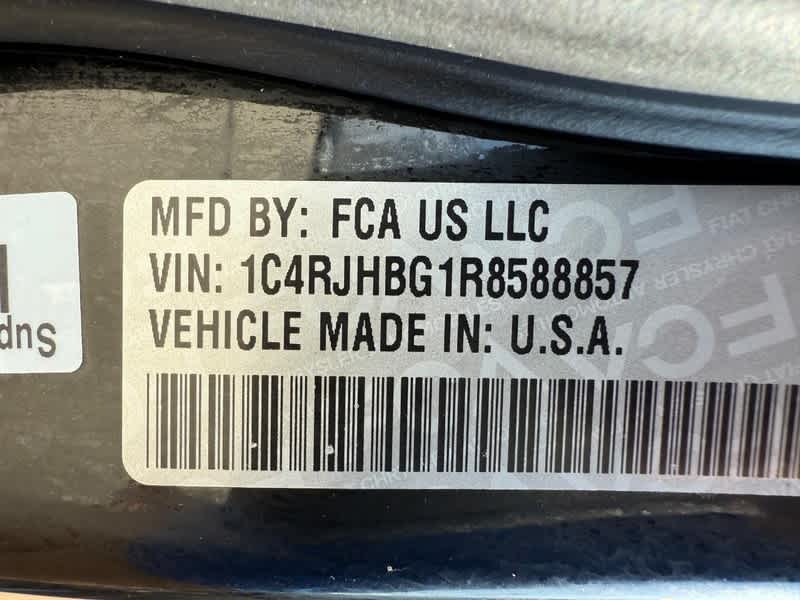 MFD BY: FCA US LLC
VIN: 1C4RJHBG1R8588857
VEHICLE MADE IN: U.S.A.